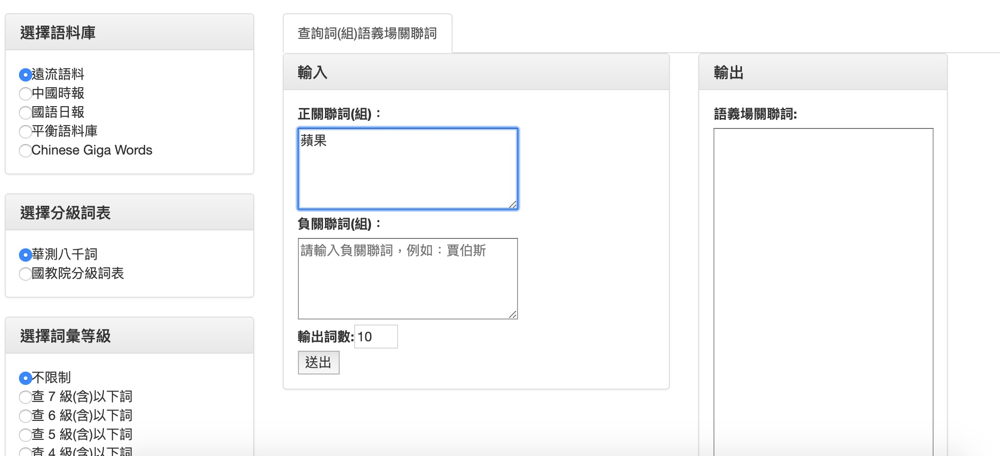 選擇語料庫
遠流語料
中國時報
國語日報
平衡語料庫
Chinese Giga Words
選擇分級詞表
華測八千詞
國教院分級詞表
選擇詞彙等級
不限制
查 7 級(含)以下詞
查 6 級(含)以下詞
查 5 級(含)以下詞
查 4 級(含)以下詞
查詢詞(組)語義場關聯詞
輸入
正關聯詞(組)：
蘋果
負關聯詞(組)：
請輸入負關聯詞，例如：賈伯斯
輸出詞數:10
送出
輸出
語義場關聯詞: